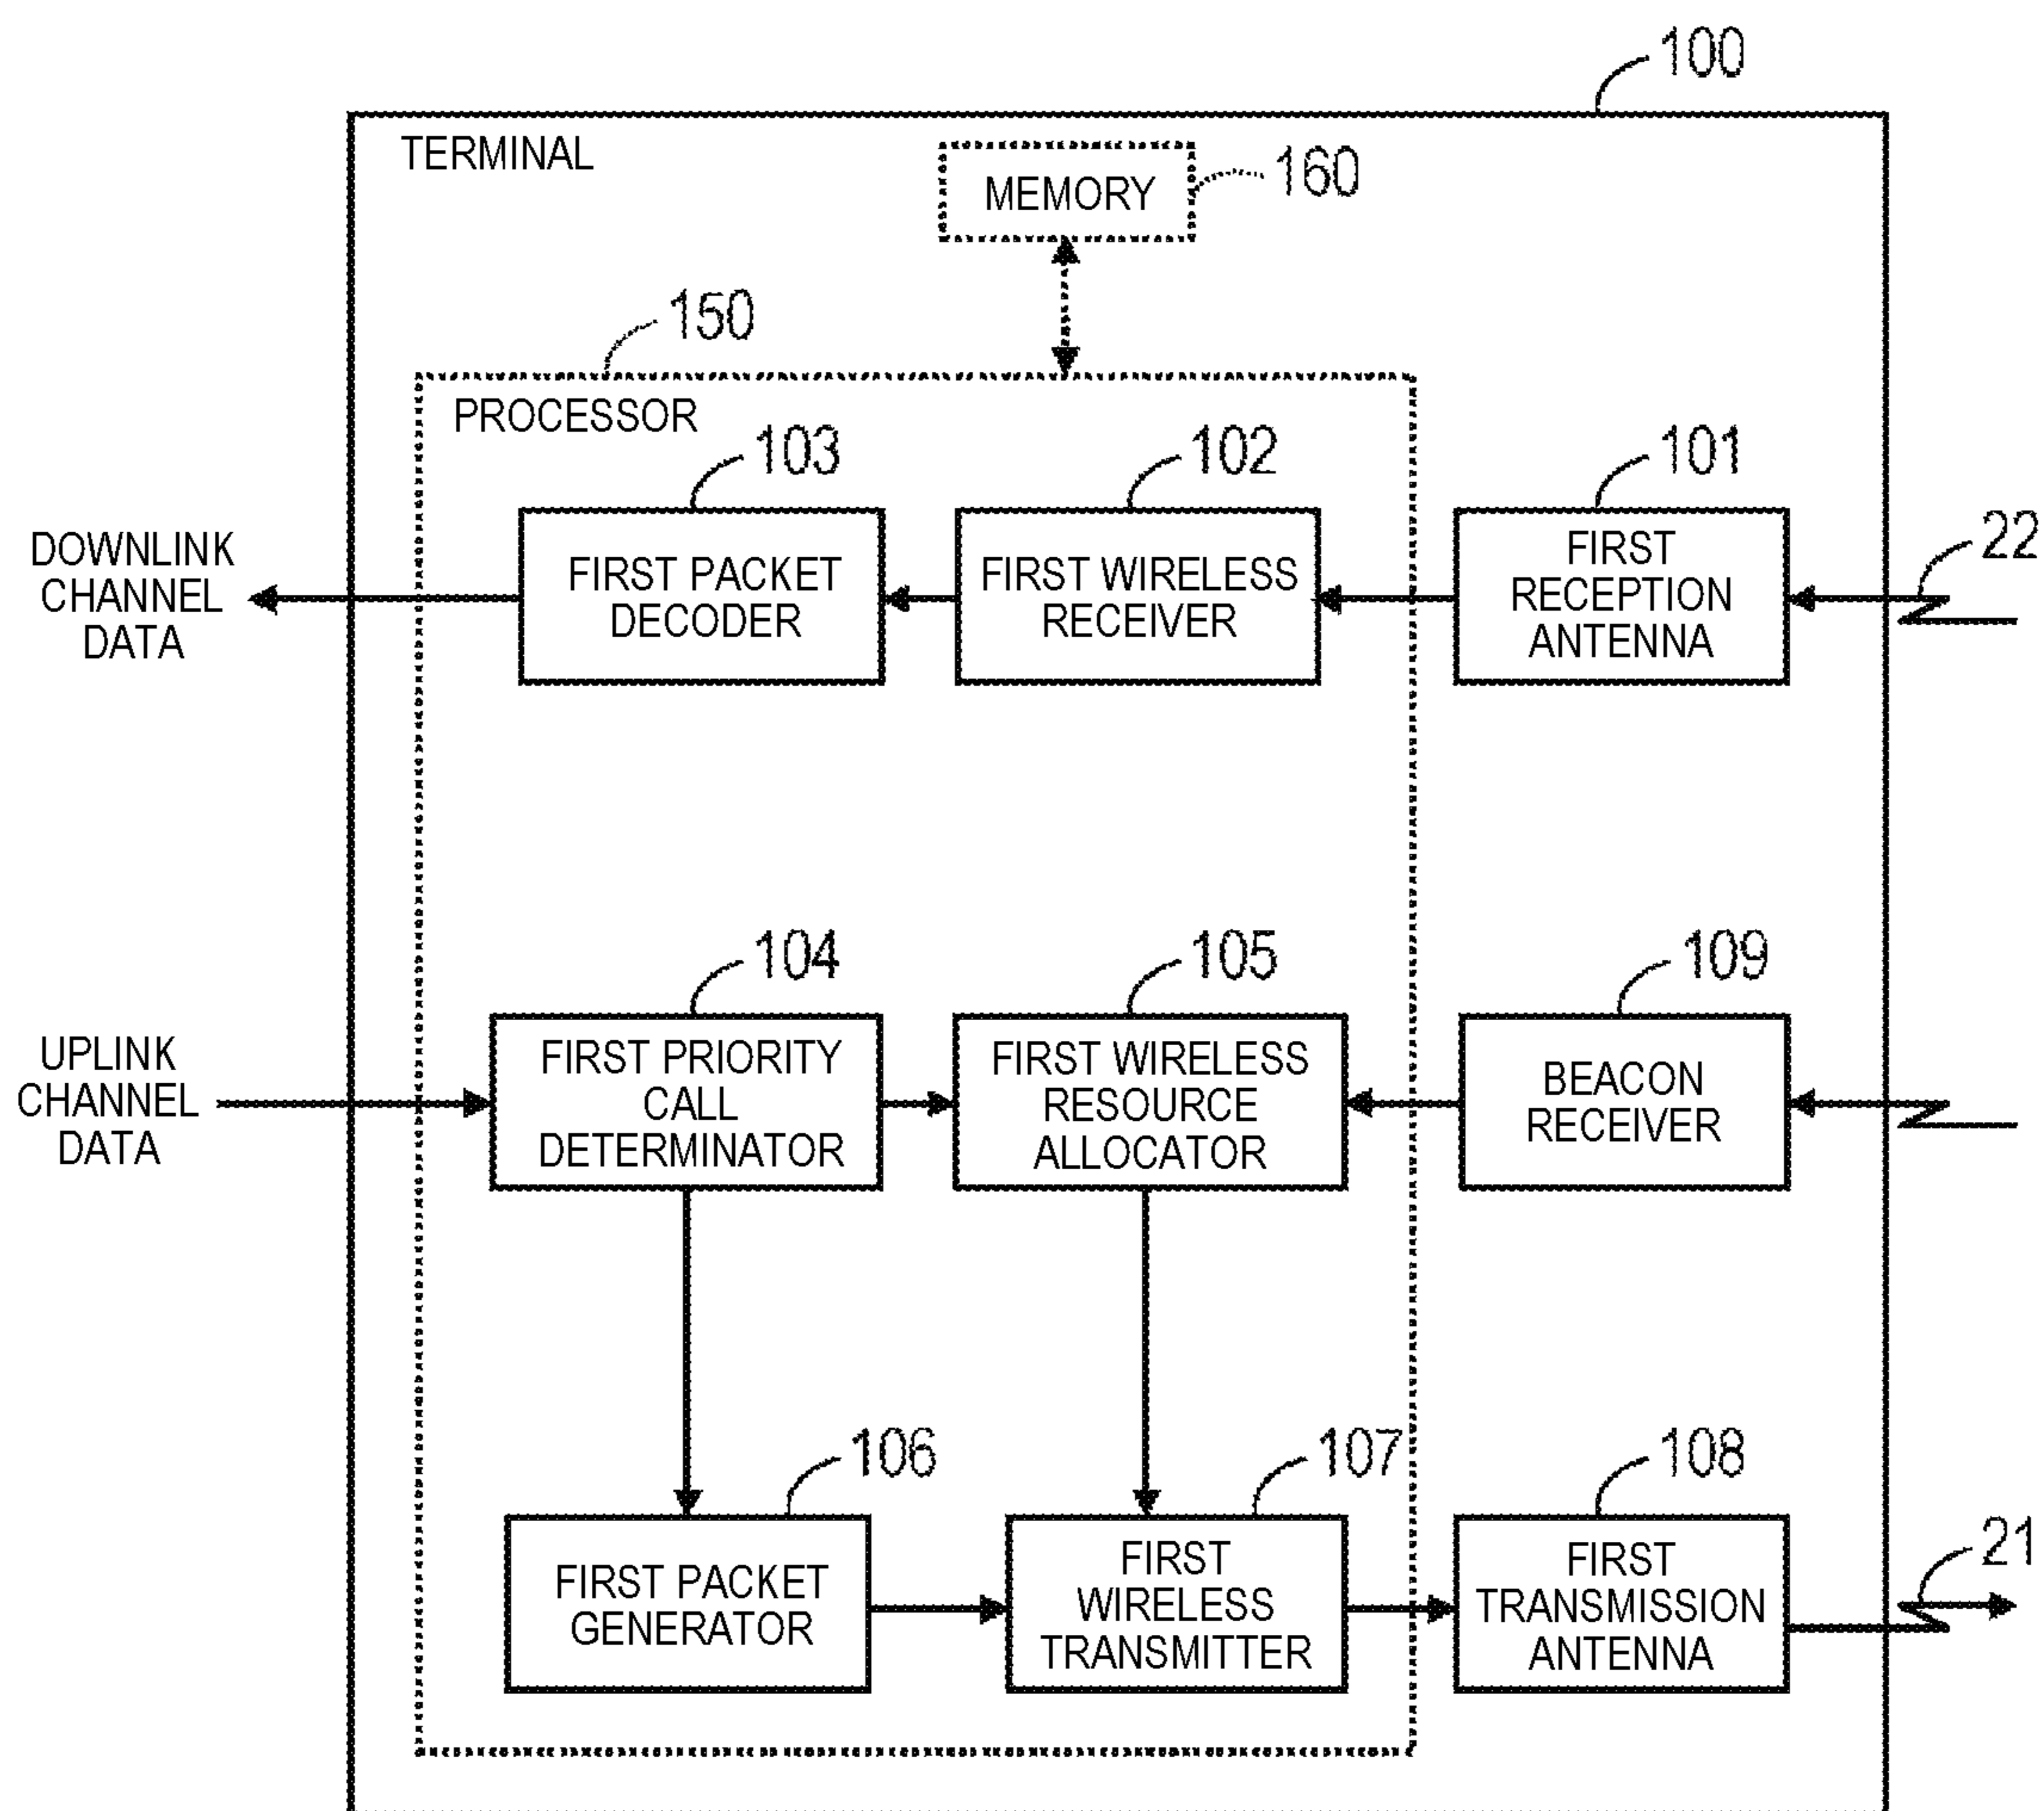 100
TERMINAL
MEMORY
160
150
PROCESSOR
103
102
101
22
DOWNLINK
CHANNEL
DATA
FIRST PACKET
DECODER
FIRST WIRELESS
RECEIVER
FIRST
RECEPTION
ANTENNA
104
105
109
UPLINK
CHANNEL
DATA
FIRST PRIORITY
CALL
DETERMINATOR
FIRST WIRELESS
RESOURCE
ALLOCATOR
BEACON
RECEIVER
106
107
108
21
FIRST PACKET
GENERATOR
FIRST
WIRELESS
TRANSMITTER
FIRST
TRANSMISSION
ANTENNA